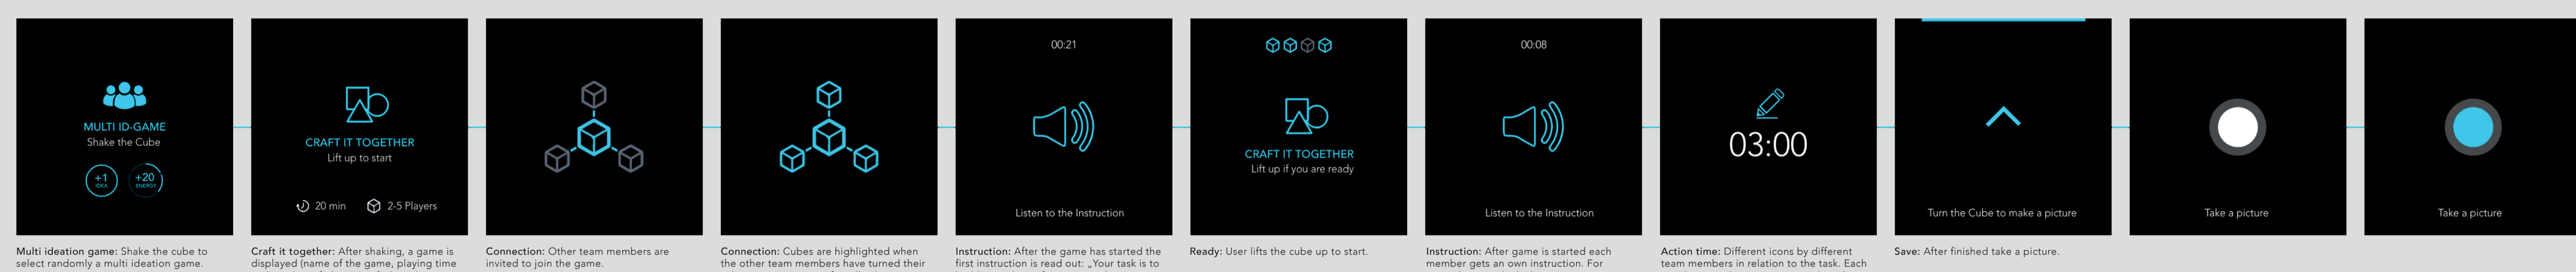 MULTI ID-GAME
Shake the Cube
+1
IDEA
+20
ENERGY
Multi ideation game: Shake the cube to
select randomly a multi ideation game.
CRAFT IT TOGETHER
Lift up to start
20 min
2-5 Players
Craft it together: After shaking, a game is
displayed (name of the game, playing time
Connection: Other team members are
invited to join the game.
Connection: Cubes are highlighted when
the other team members have turned their
00:21
Listen to the Instruction
Instruction: After the game has started the
first instruction is read out: „Your task is to
CRAFT IT TOGETHER
Lift up if you are ready
Ready: User lifts the cube up to start.
00:08
Listen to the Instruction
Instruction: After game is started each
member gets an own instruction. For
03:00
Action time: Different icons by different
team members in relation to the task. Each
Turn the Cube to make a picture
Save: After finished take a picture.
Take a picture
Take a picture